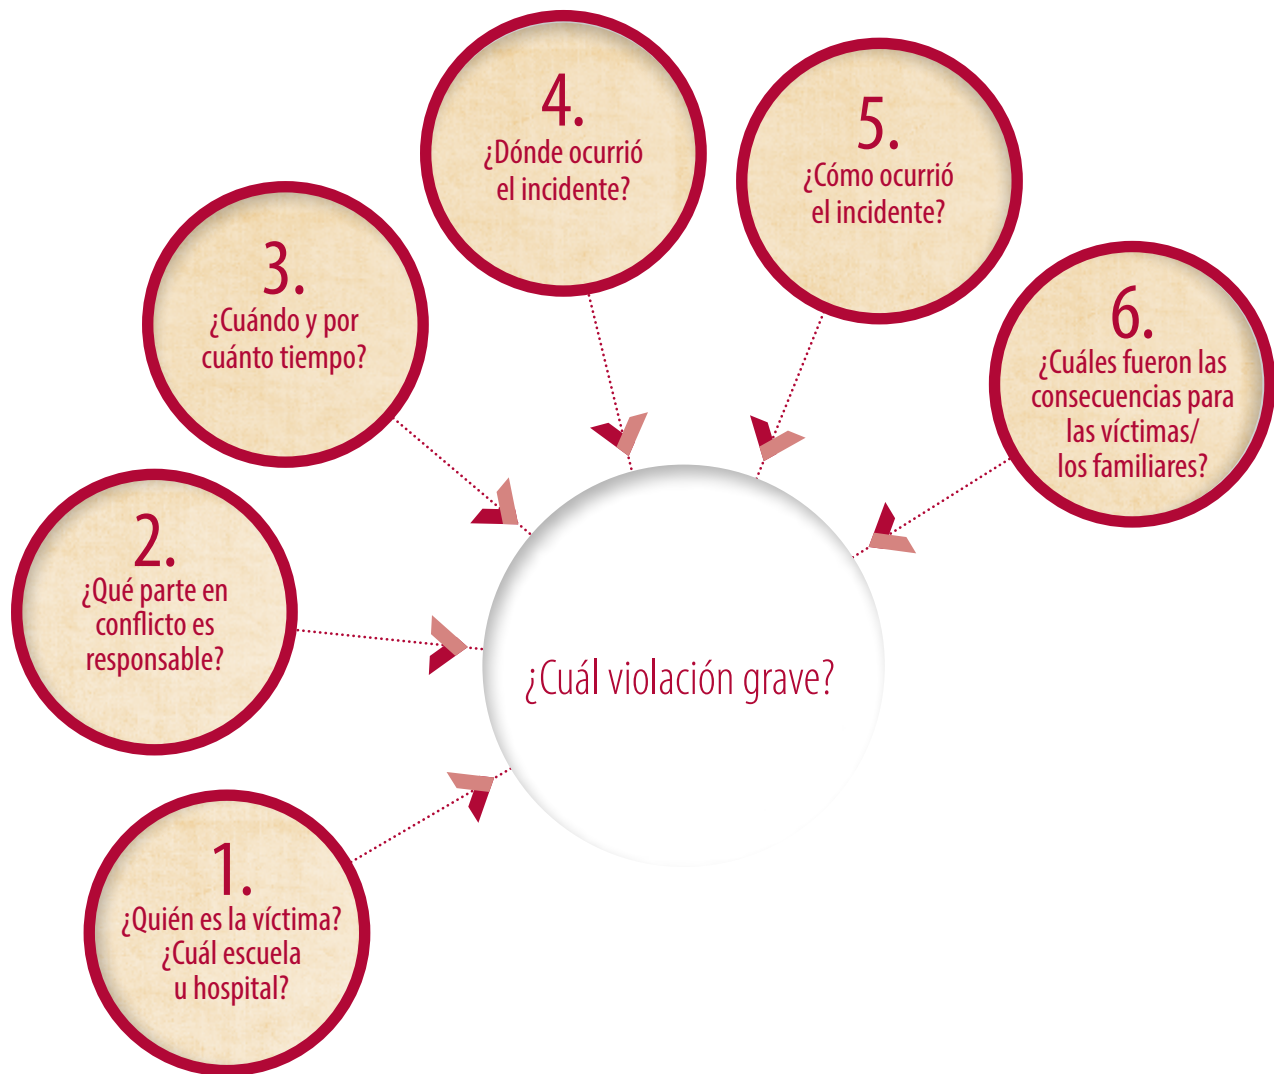 1.
¿Quién es la víctima?
¿Cuál escuela
u hospital?
2.
¿Qué parte en
conflicto es
responsable?
3.
¿Cuándo y por
cuánto tiempo?
4.
¿Dónde ocurrió
el incidente?
5.
¿Cómo ocurrió
el incidente?
6.
¿Cuáles fueron las
consecuencias para
las víctimas/
los familiares?
¿Cuál violación grave?